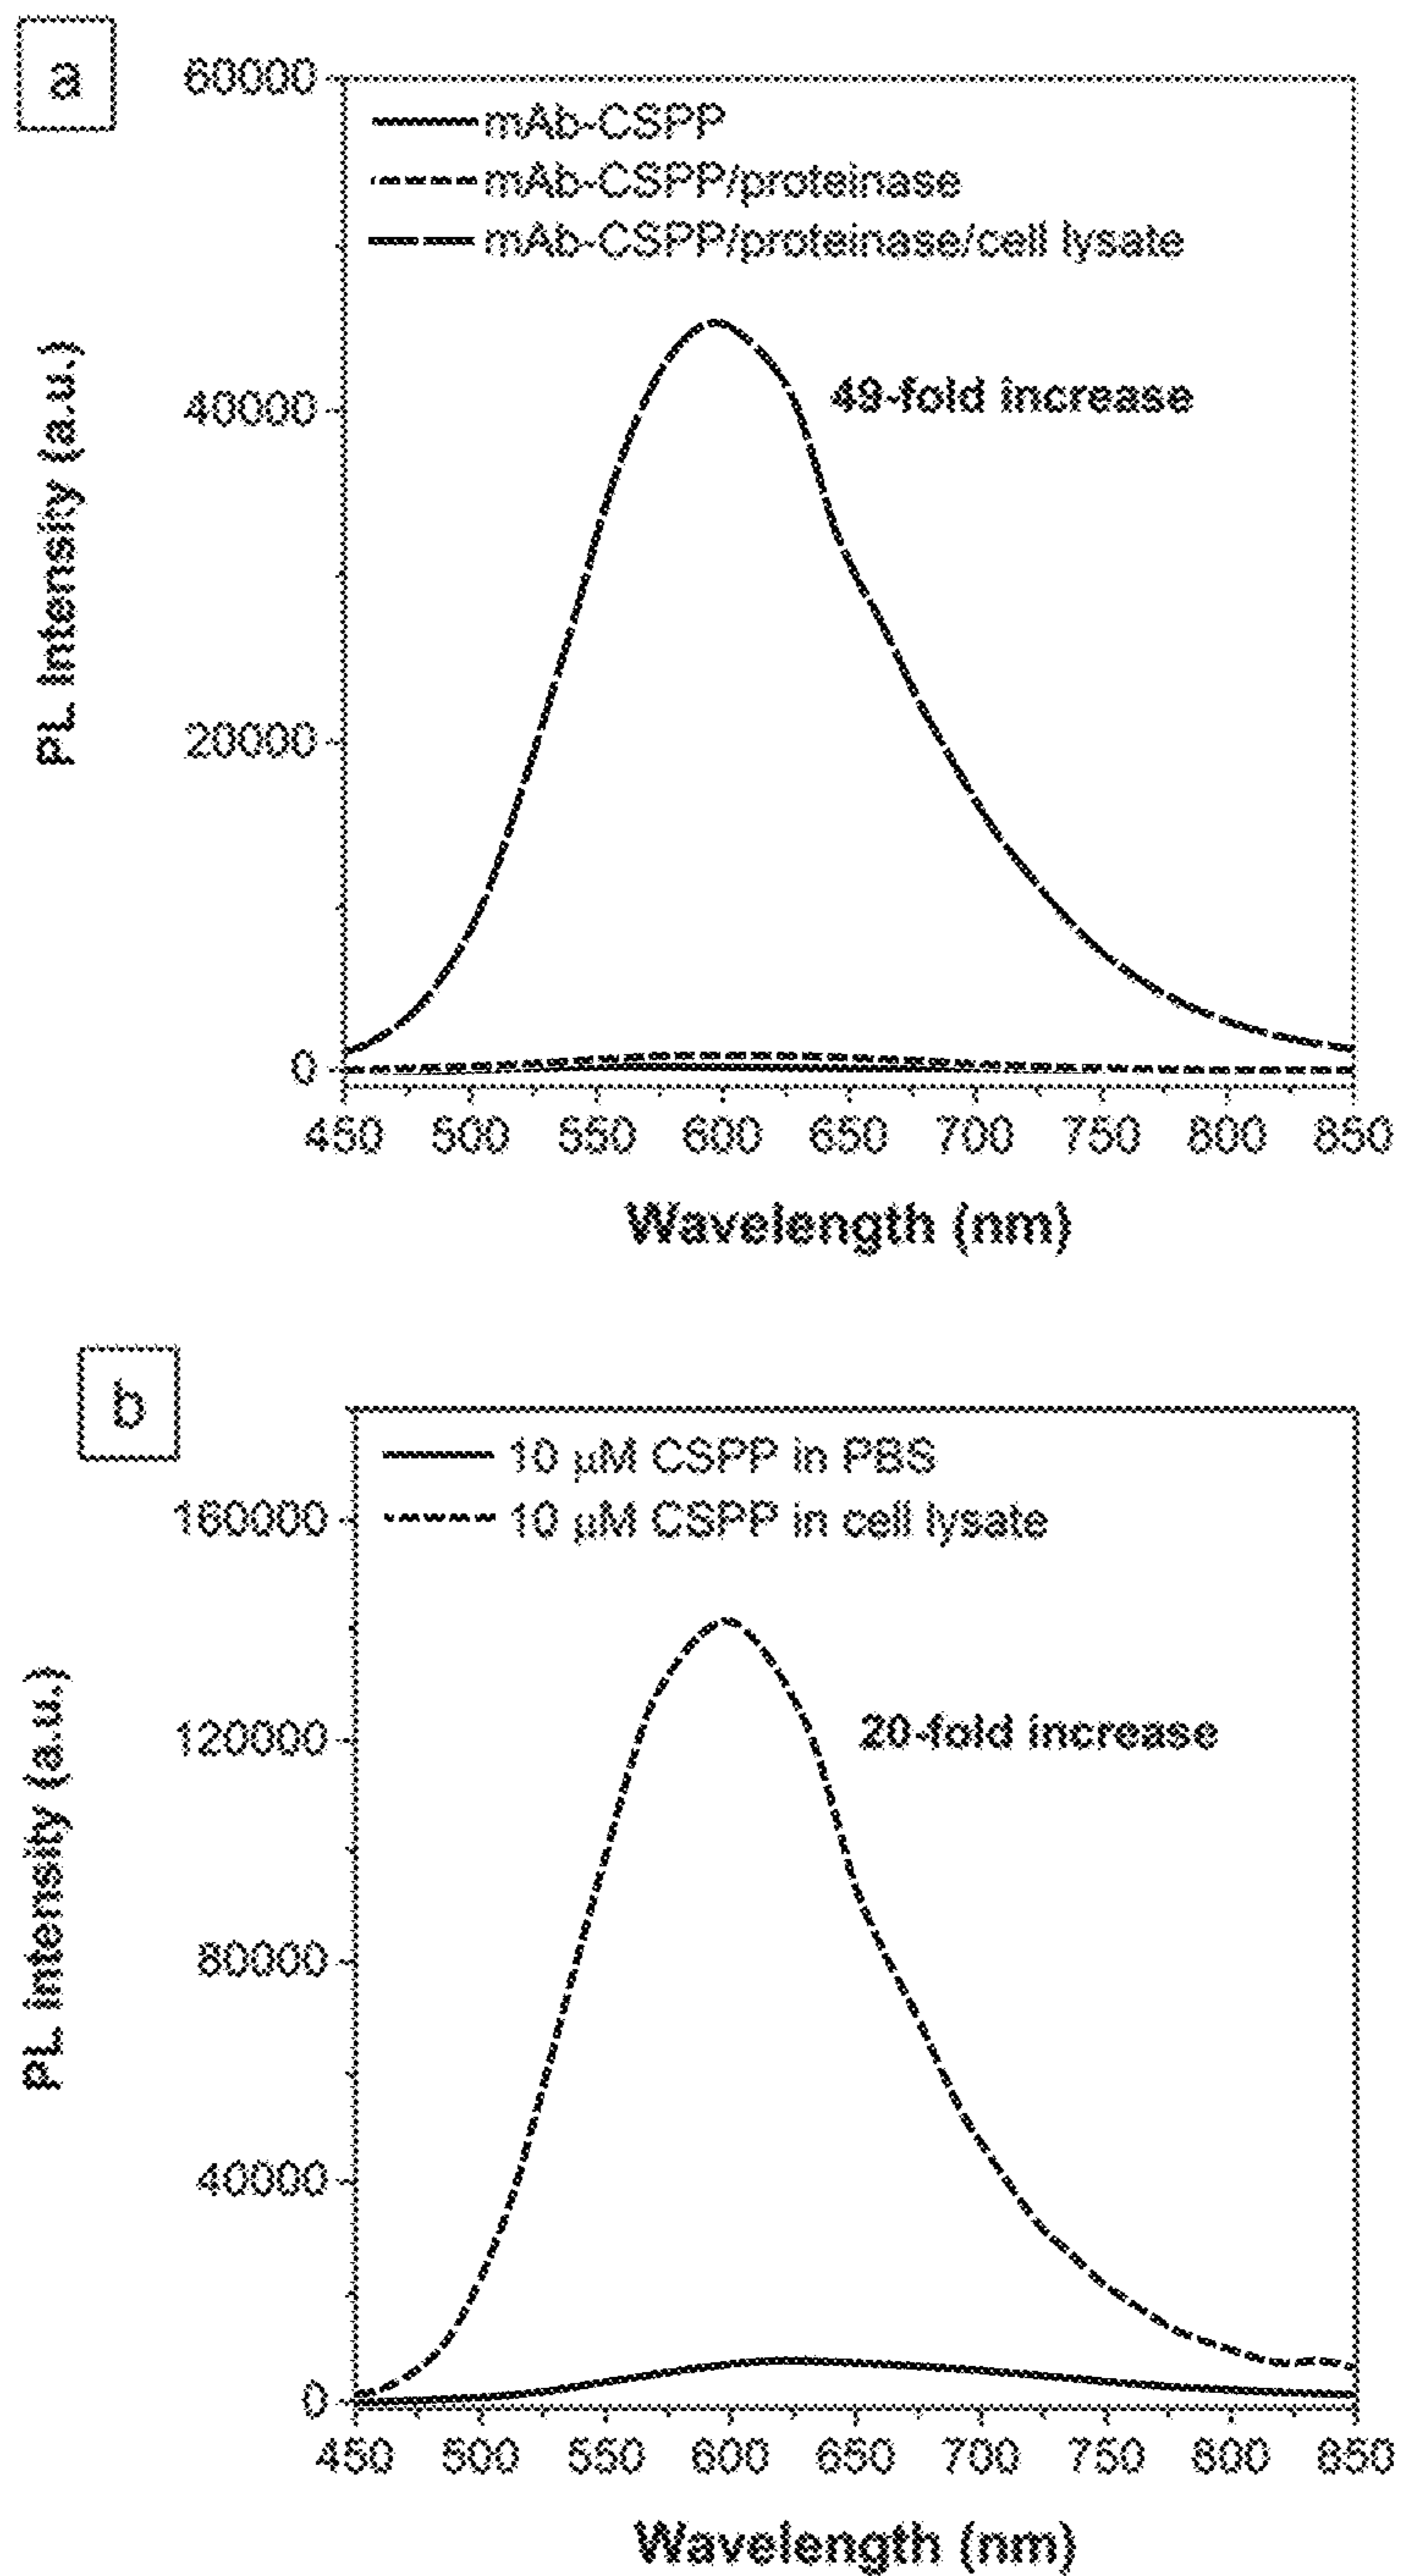 a
60000
mAb-CSPP
mAb-CSPP/proteinase
mAb-CSPP/proteinase/cell lysate
49-fold increase
40000
20000
0
PL Intensity (a.u.)
450 500 550 600 650 700 750 800 850
Wavelength (nm)
b
10 µM CSPP in PBS
10 µM CSPP in cell lysate
160000
20-fold increase
120000
80000
40000
0
PL intensity (a.u.)
450 500 550 600 650 700 750 800 850
Wavelength (nm)